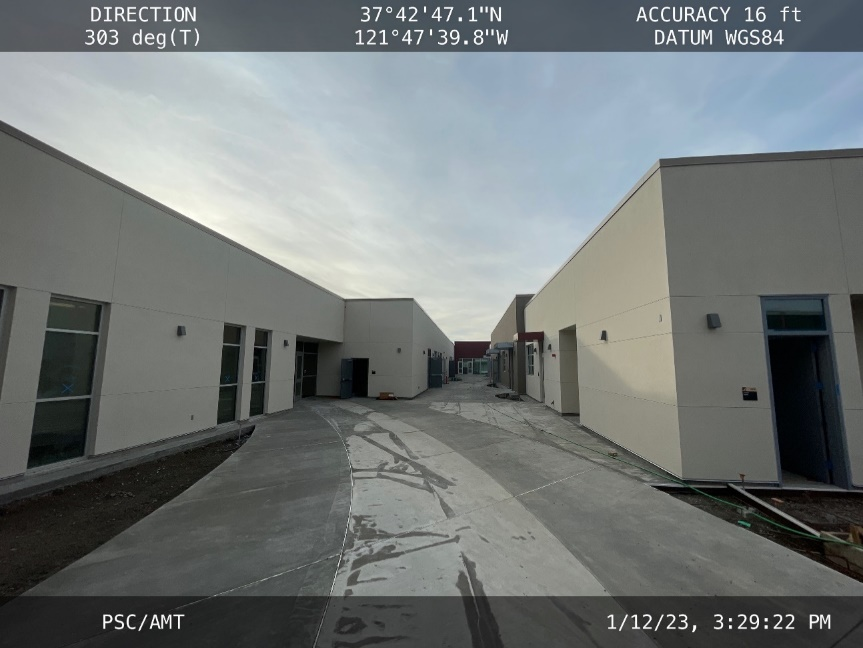 DIRECTION
303 deg(T)
37°42'47.1"N
121°47'39.8"W
ACCURACY 16 ft
DATUM WGS84
PSC/AMT
1/12/23, 3:29:22 PM